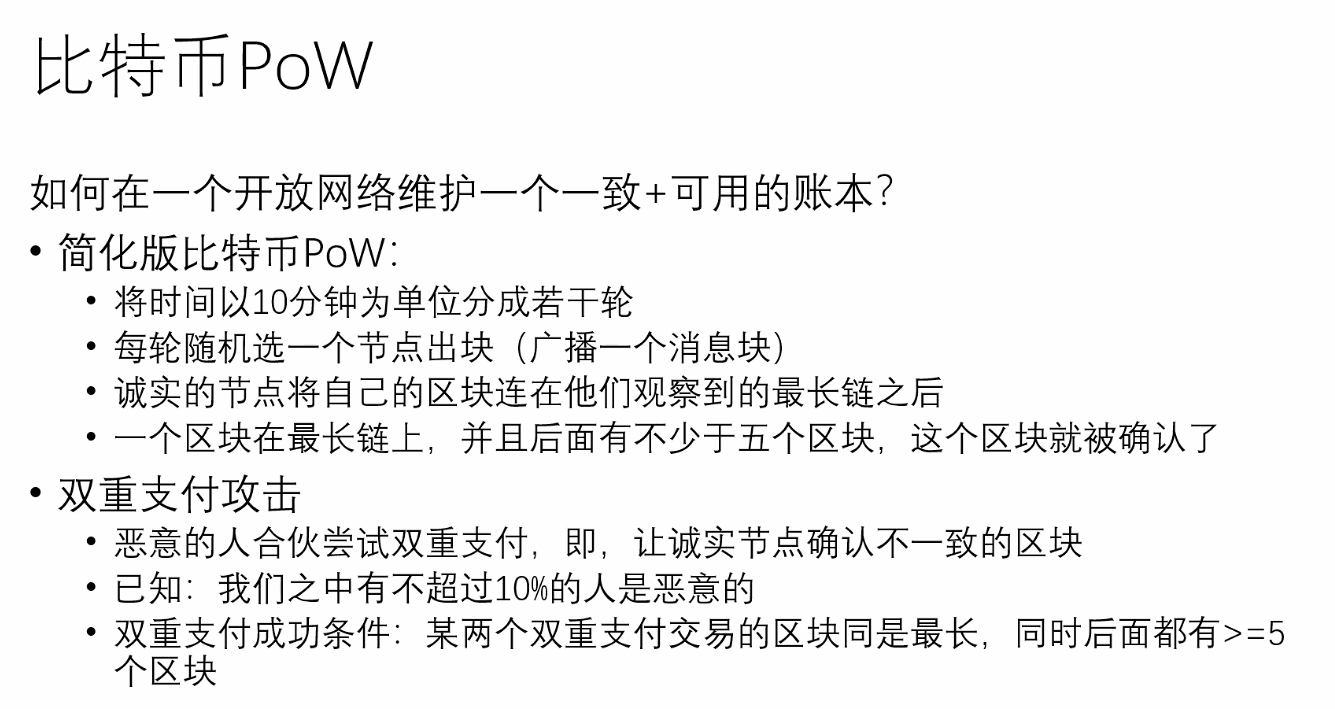 比特币PoW
如何在一个开放网络维护一个一致+可用的账本?
• 简化版比特币PoW:
• 将时间以10分钟为单位分成若干轮
• 每轮随机选一个节点出块（广播一个消息块）
• 诚实的节点将自己的区块连在他们观察到的最长链之后
• 一个区块在最长链上，并且后面有不少于五个区块，这个区块就被确认了
• 双重支付攻击
• 恶意的人合伙尝试双重支付，即，让诚实节点确认不一致的区块
• 已知：我们之中有不超过10%的人是恶意的
• 双重支付成功条件：某两个双重支付交易的区块同是最长，同时后面都有>=5
个区块